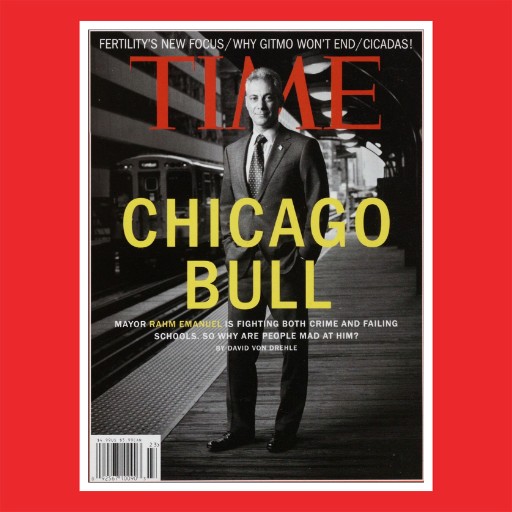 FERTILITY'S NEW FOCUS/WHY GITMO WON'T END/CICADAS!
TIME
CHICAGO
BULL
MAYOR RAHM EMANUEL IS FIGHTING BOTH CRIME AND FAILING
SCHOOLS. SO WHY ARE PEOPLE MAD AT HIM?
BY DAVID VON DREHLE